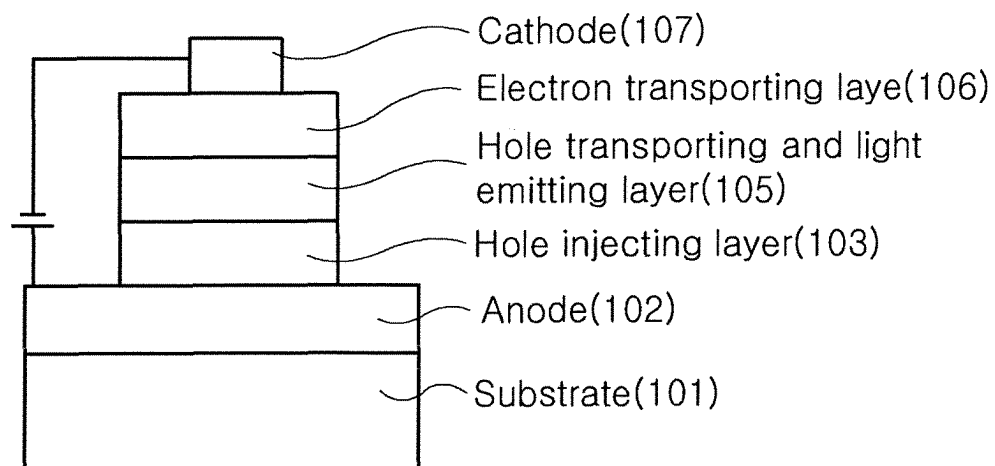 Cathode(107)
Electron transporting laye(106)
Hole transporting and light
emitting layer(105)
Hole injecting layer(103)
Anode(102)
Substrate(101)